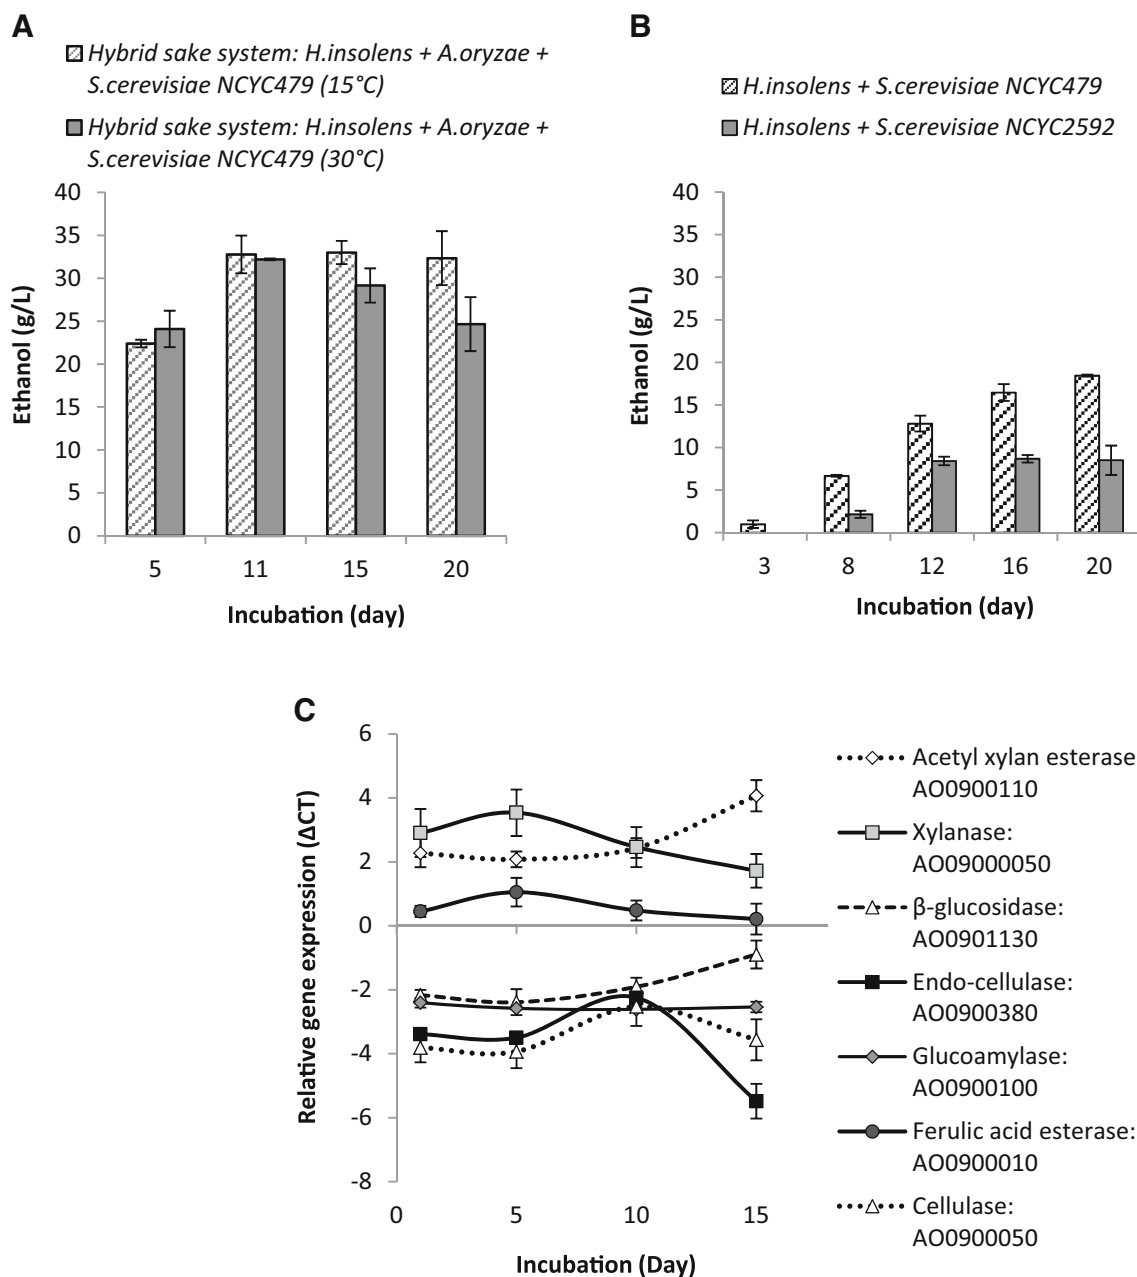 A
Hybrid sake system: H.insolens + A.oryzae +
S.cerevisiae NCYC479 (15°C)
Hybrid sake system: H.insolens + A.oryzae +
S.cerevisiae NCYC479 (30°C)
40
35
30
25
20
15
10
5
0
Ethanol (g/L)
5 11 15 20
Incubation (day)
B
H.insolens + S.cerevisiae NCYC479
H.insolens + S.cerevisiae NCYC2592
40
35
30
25
20
15
10
5
0
Ethanol (g/L)
3 8 12 16 20
Incubation (day)
C
6
4
2
0
-2
-4
-6
-8
Relative gene expression (ΔCT)
0 5 10 15
Incubation (Day)
Acetyl xylan esterase:
AO0900110
Xylanase:
AO09000050
β-glucosidase:
AO0901130
Endo-cellulase:
AO0900380
Glucoamylase:
AO0900100
Ferulic acid esterase:
AO0900010
Cellulase:
AO0900050